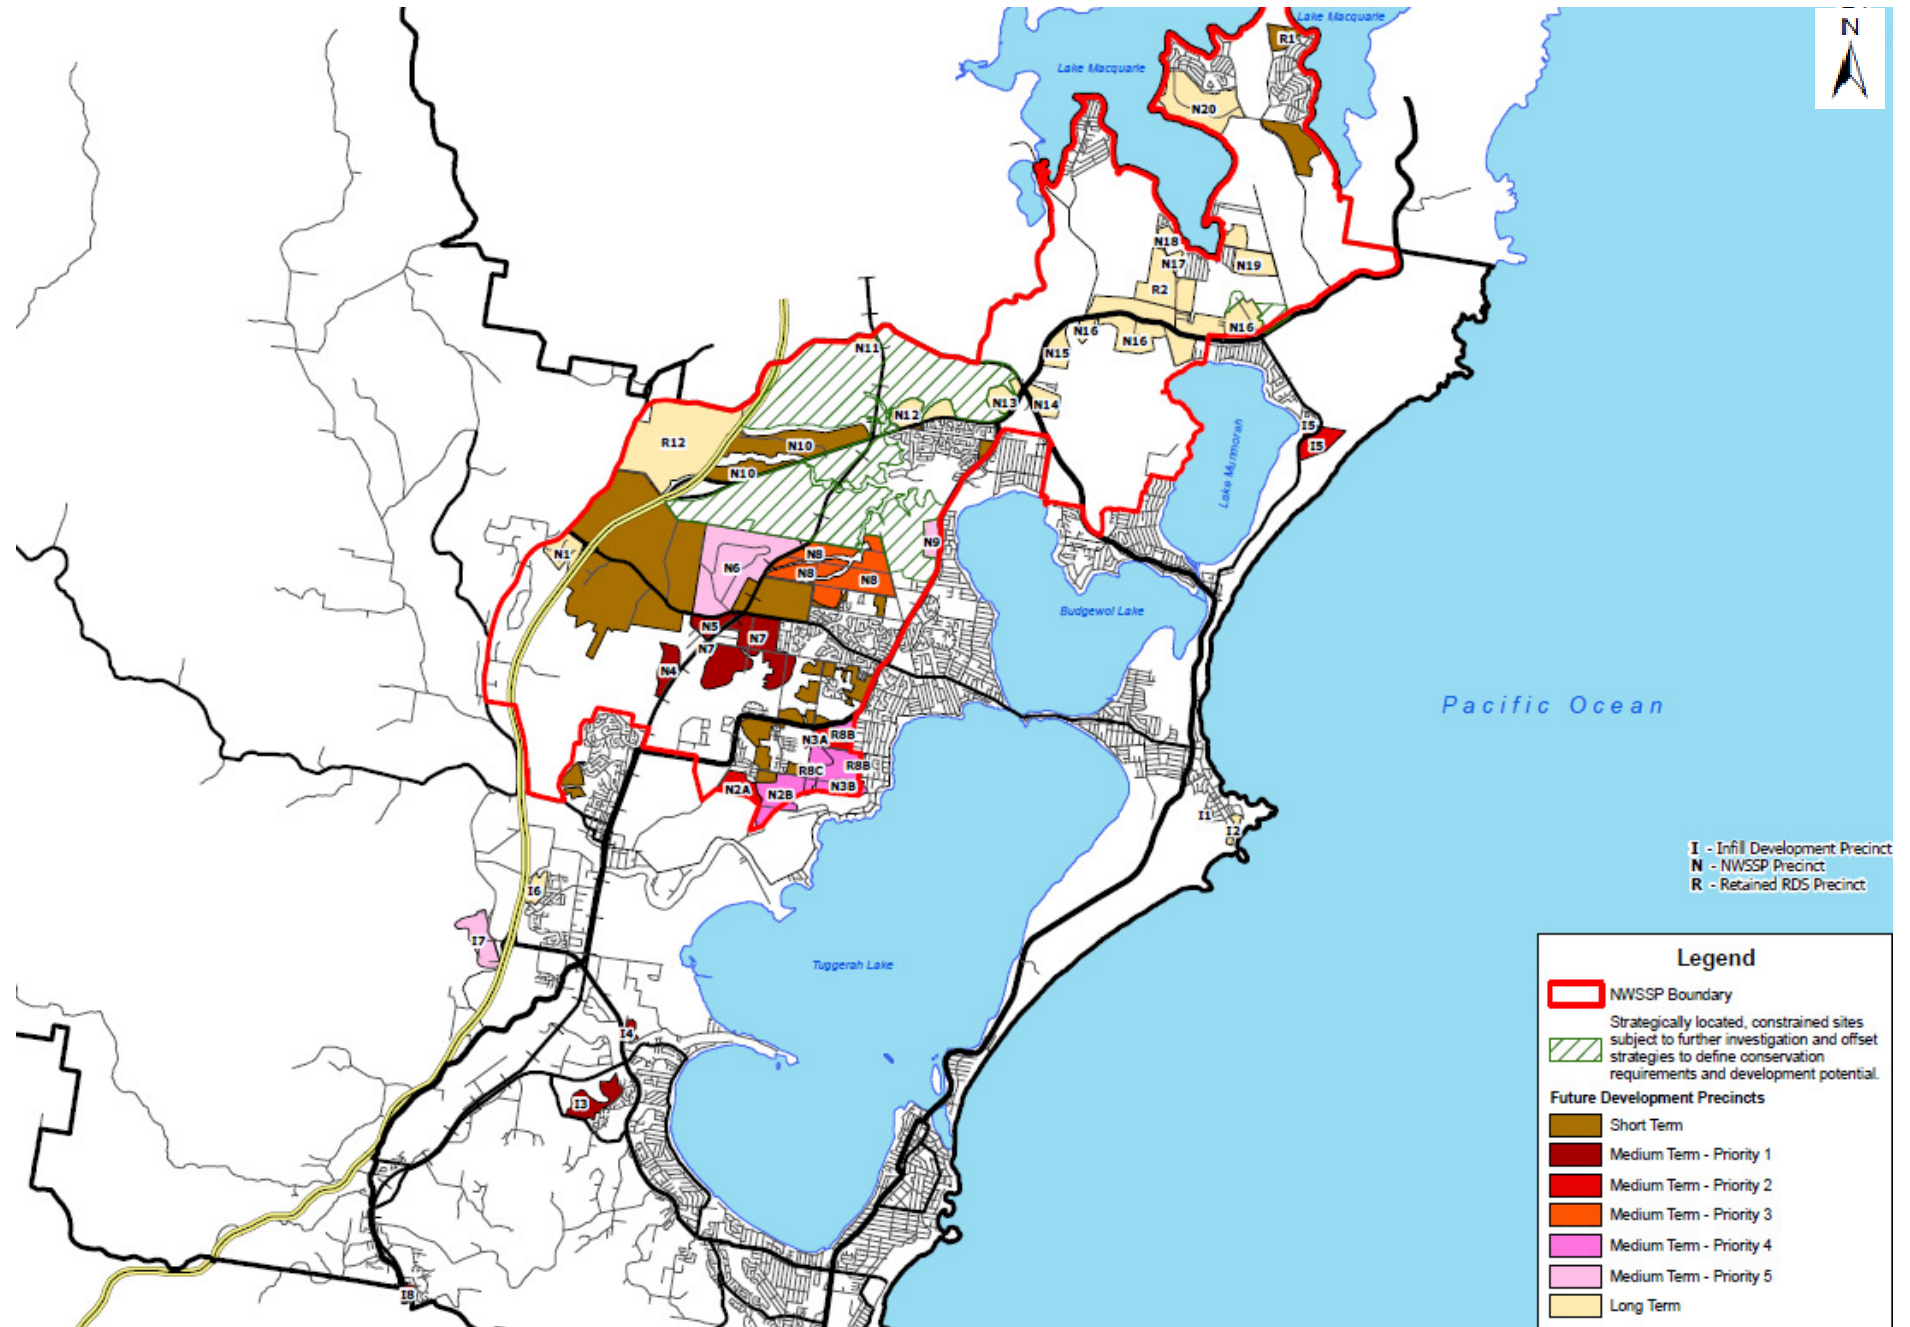 Lake Macquarie
N
R1
Lake Macquarie
N20
N18
N17
N19
R2
N16
N16
N16
N15
N11
N13
N14
N12
I5
I5
R12
N10
N10
Lake Munmorah
N9
N1
N8
N6
N8
N8
Budgewoi Lake
N5
N7
N7
N4
Pacific Ocean
N3A
R8B
R8C
R8B
N2A
N2B
N3B
I1
I2
I - Infill Development Precinct
N - NWSSP Precinct
R - Retained RDS Precinct
I6
I7
Tuggerah Lake
I4
I3
I8
Legend
NWSSP Boundary
Strategically located, constrained sites
subject to further investigation and offset
strategies to define conservation
requirements and development potential.
Future Development Precincts
Short Term
Medium Term - Priority 1
Medium Term - Priority 2
Medium Term - Priority 3
Medium Term - Priority 4
Medium Term - Priority 5
Long Term